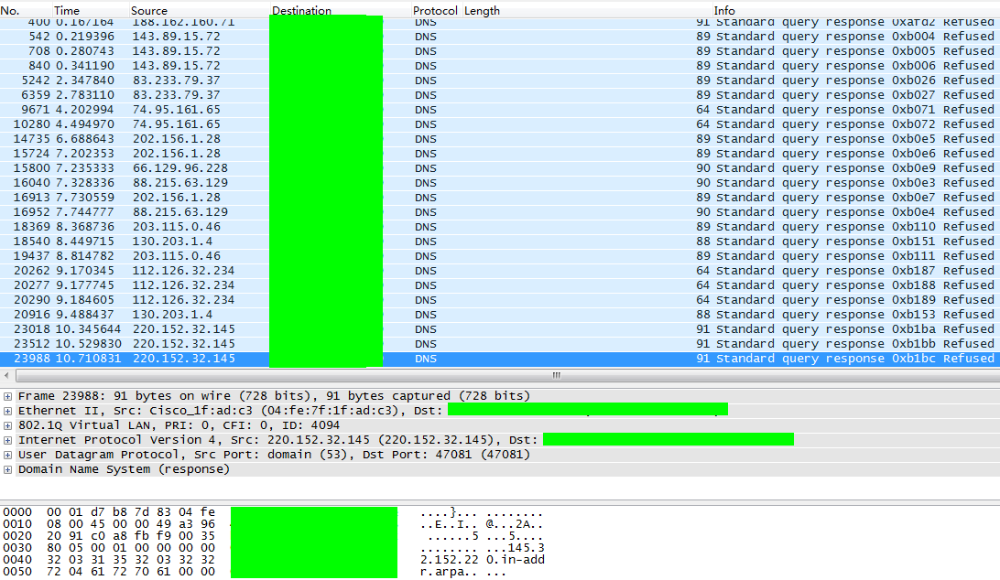 No. Time Source Destination Protocol Length Info
400 0.167164 188.162.160.71 DNS 91 Standard query response 0xafd2 Refused
542 0.219396 143.89.15.72 DNS 89 Standard query response 0xb004 Refused
708 0.280743 143.89.15.72 DNS 89 Standard query response 0xb005 Refused
840 0.341190 143.89.15.72 DNS 89 Standard query response 0xb006 Refused
5242 2.347840 83.233.79.37 DNS 89 Standard query response 0xb026 Refused
6359 2.783110 83.233.79.37 DNS 89 Standard query response 0xb027 Refused
9671 4.202994 74.95.161.65 DNS 64 Standard query response 0xb071 Refused
10280 4.494970 74.95.161.65 DNS 64 Standard query response 0xb072 Refused
14735 6.688643 202.156.1.28 DNS 89 Standard query response 0xb0e5 Refused
15724 7.202353 202.156.1.28 DNS 89 Standard query response 0xb0e6 Refused
15800 7.235333 66.129.96.228 DNS 90 Standard query response 0xb0e9 Refused
16040 7.328336 88.215.63.129 DNS 90 Standard query response 0xb0e3 Refused
16913 7.730559 202.156.1.28 DNS 89 Standard query response 0xb0e7 Refused
16952 7.744777 88.215.63.129 DNS 90 Standard query response 0xb0e4 Refused
18369 8.368736 203.115.0.46 DNS 89 Standard query response 0xb110 Refused
18540 8.449715 130.203.1.4 DNS 88 Standard query response 0xb151 Refused
19437 8.814782 203.115.0.46 DNS 89 Standard query response 0xb111 Refused
20262 9.170345 112.126.32.234 DNS 64 Standard query response 0xb187 Refused
20277 9.177745 112.126.32.234 DNS 64 Standard query response 0xb188 Refused
20290 9.184605 112.126.32.234 DNS 64 Standard query response 0xb189 Refused
20916 9.488437 130.203.1.4 DNS 88 Standard query response 0xb153 Refused
23018 10.345644 220.152.32.145 DNS 91 Standard query response 0xb1ba Refused
23512 10.529830 220.152.32.145 DNS 91 Standard query response 0xb1bb Refused
23988 10.710831 220.152.32.145 DNS 91 Standard query response 0xb1bc Refused
Frame 23988: 91 bytes on wire (728 bits), 91 bytes captured (728 bits)
Ethernet II, Src: Cisco_1f:ad:c3 (04:fe:7f:1f:ad:c3), Dst:
802.1Q Virtual LAN, PRI: 0, CFI: 0, ID: 4094
Internet Protocol Version 4, Src: 220.152.32.145 (220.152.32.145), Dst:
User Datagram Protocol, Src Port: domain (53), Dst Port: 47081 (47081)
Domain Name System (response)
0000 00 01 d7 b8 7d 83 04 fe ....}... ........
0010 08 00 45 00 00 49 a3 96 ..E..I.. @...2A..
0020 20 91 c0 a8 fb f9 00 35 ......5 ...5....
0030 80 05 00 01 00 00 00 00 ........ ...145.3
0040 32 03 31 35 32 03 32 32 2.152.22 0.in-add
0050 72 04 61 72 70 61 00 00 r.arpa.. ...